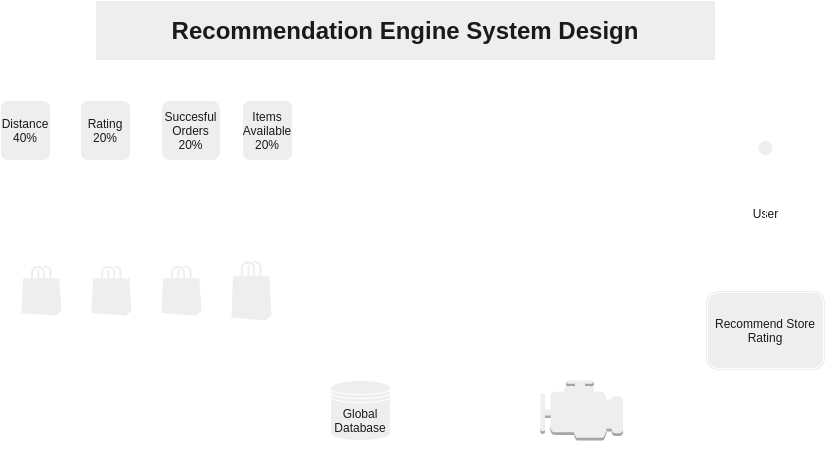 Recommendation Engine System Design
Distance
40%
Rating
20%
Succesful
Orders
20%
Items
Available
20%
User
Recommend Store
Rating
Global
Database